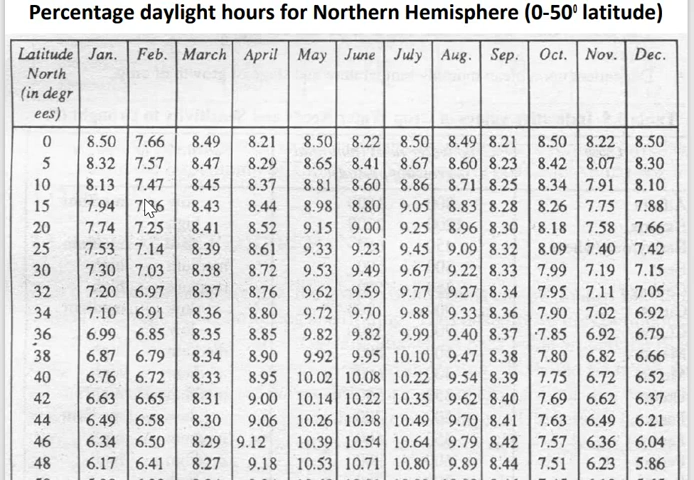 Percentage daylight hours for Northern Hemisphere (0-50⁰ latitude)
Latitude Jan. Feb. March April May June July Aug. Sep. Oct. Nov. Dec.
North
(in degr
ees)
0 8.50 7.66 8.49 8.21 8.50 8.22 8.50 8.49 8.21 8.50 8.22 8.50
5 8.32 7.57 8.47 8.29 8.65 8.41 8.67 8.60 8.23 8.42 8.07 8.30
10 8.13 7.47 8.45 8.37 8.81 8.60 8.86 8.71 8.25 8.34 7.91 8.10
15 7.94 7.36 8.43 8.44 8.98 8.80 9.05 8.83 8.28 8.26 7.75 7.88
20 7.74 7.25 8.41 8.52 9.15 9.00 9.25 8.96 8.30 8.18 7.58 7.66
25 7.53 7.14 8.39 8.61 9.33 9.23 9.45 9.09 8.32 8.09 7.40 7.42
30 7.30 7.03 8.38 8.72 9.53 9.49 9.67 9.22 8.33 7.99 7.19 7.15
32 7.20 6.97 8.37 8.76 9.62 9.59 9.77 9.27 8.34 7.95 7.11 7.05
34 7.10 6.91 8.36 8.80 9.72 9.70 9.88 9.33 8.36 7.90 7.02 6.92
36 6.99 6.85 8.35 8.85 9.82 9.82 9.99 9.40 8.37 7.85 6.92 6.79
38 6.87 6.79 8.34 8.90 9.92 9.95 10.10 9.47 8.38 7.80 6.82 6.66
40 6.76 6.72 8.33 8.95 10.02 10.08 10.22 9.54 8.39 7.75 6.72 6.52
42 6.63 6.65 8.31 9.00 10.14 10.22 10.35 9.62 8.40 7.69 6.62 6.37
44 6.49 6.58 8.30 9.06 10.26 10.38 10.49 9.70 8.41 7.63 6.49 6.21
46 6.34 6.50 8.29 9.12 10.39 10.54 10.64 9.79 8.42 7.57 6.36 6.04
48 6.17 6.41 8.27 9.18 10.53 10.71 10.80 9.89 8.44 7.51 6.23 5.86